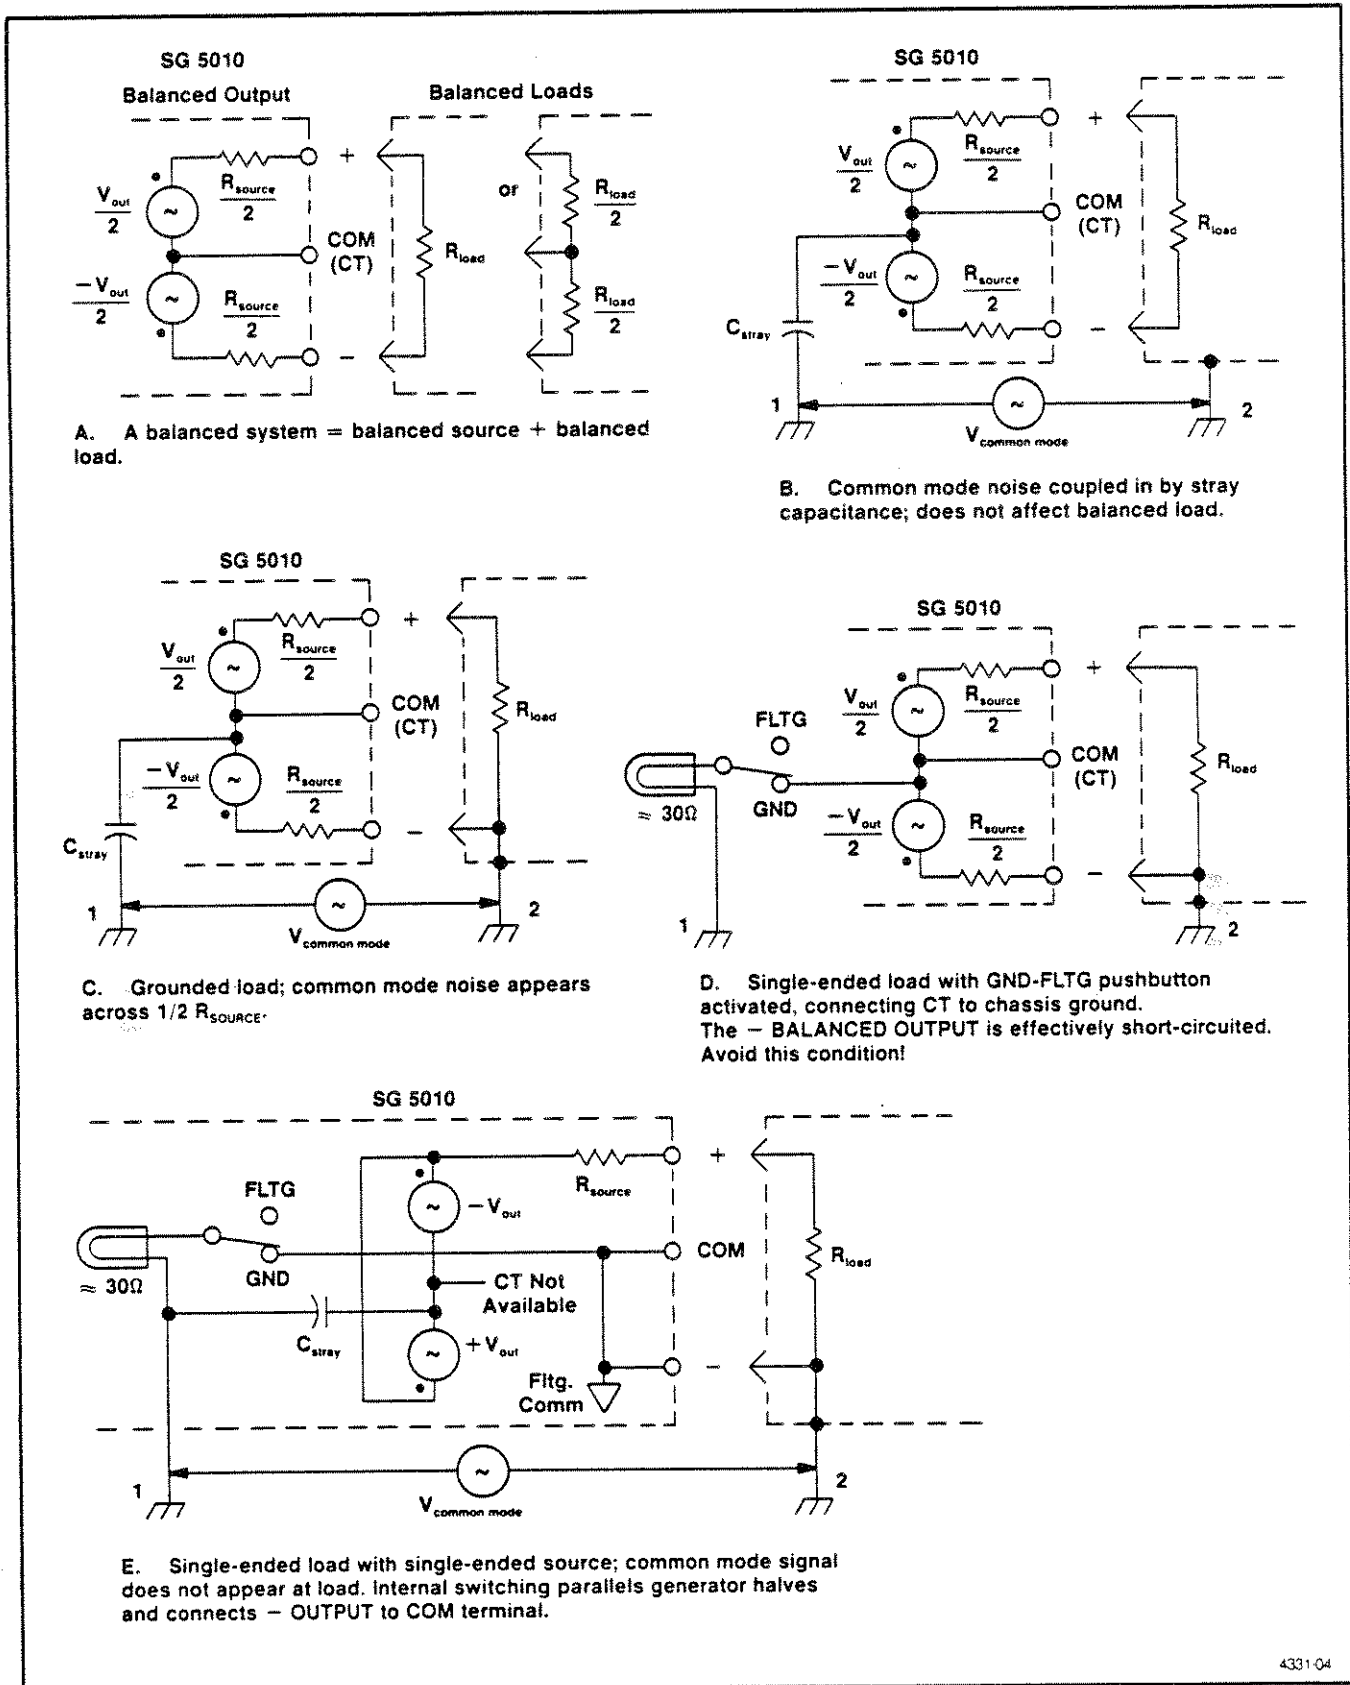 SG 5010
Balanced Output
Balanced Loads
+
or
V_out
2
R_source
2
R_load
2
COM
(CT)
R_load
-V_out
2
R_source
2
R_load
2
−
A. A balanced system = balanced source + balanced
load.
SG 5010
+
V_out
2
R_source
2
COM
(CT)
R_load
-V_out
2
R_source
2
C_stray
−
1
2
V_common mode
B. Common mode noise coupled in by stray
capacitance; does not affect balanced load.
SG 5010
+
V_out
2
R_source
2
COM
(CT)
R_load
-V_out
2
R_source
2
C_stray
−
1
2
V_common mode
C. Grounded load; common mode noise appears
across 1/2 R_SOURCE.
SG 5010
+
V_out
2
R_source
2
FLTG
COM
(CT)
R_load
≈ 30Ω
GND
-V_out
2
R_source
2
−
1
2
D. Single-ended load with GND-FLTG pushbutton
activated, connecting CT to chassis ground.
The − BALANCED OUTPUT is effectively short-circuited.
Avoid this condition!
SG 5010
+
R_source
FLTG
−V_out
COM
R_load
≈ 30Ω
GND
CT Not
Available
C_stray
+V_out
Fltg.
Comm
−
1
2
V_common mode
E. Single-ended load with single-ended source; common mode signal
does not appear at load. Internal switching parallels generator halves
and connects − OUTPUT to COM terminal.
4331-04